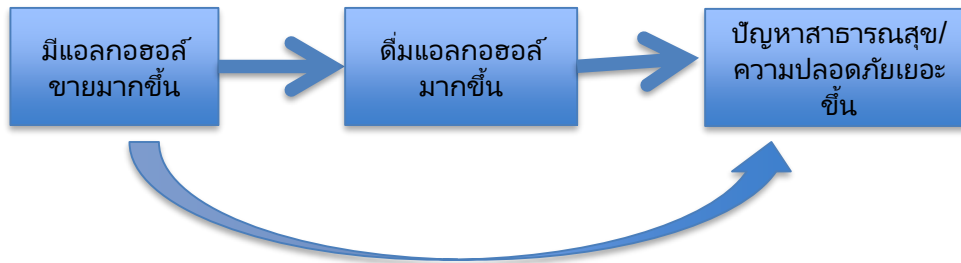 มีแอลกอฮอล์
ขายมากขึ้น
ดื่มแอลกอฮอล์
มากขึ้น
ปัญหาสาธารณสุข/
ความปลอดภัยเยอะ
ขึ้น